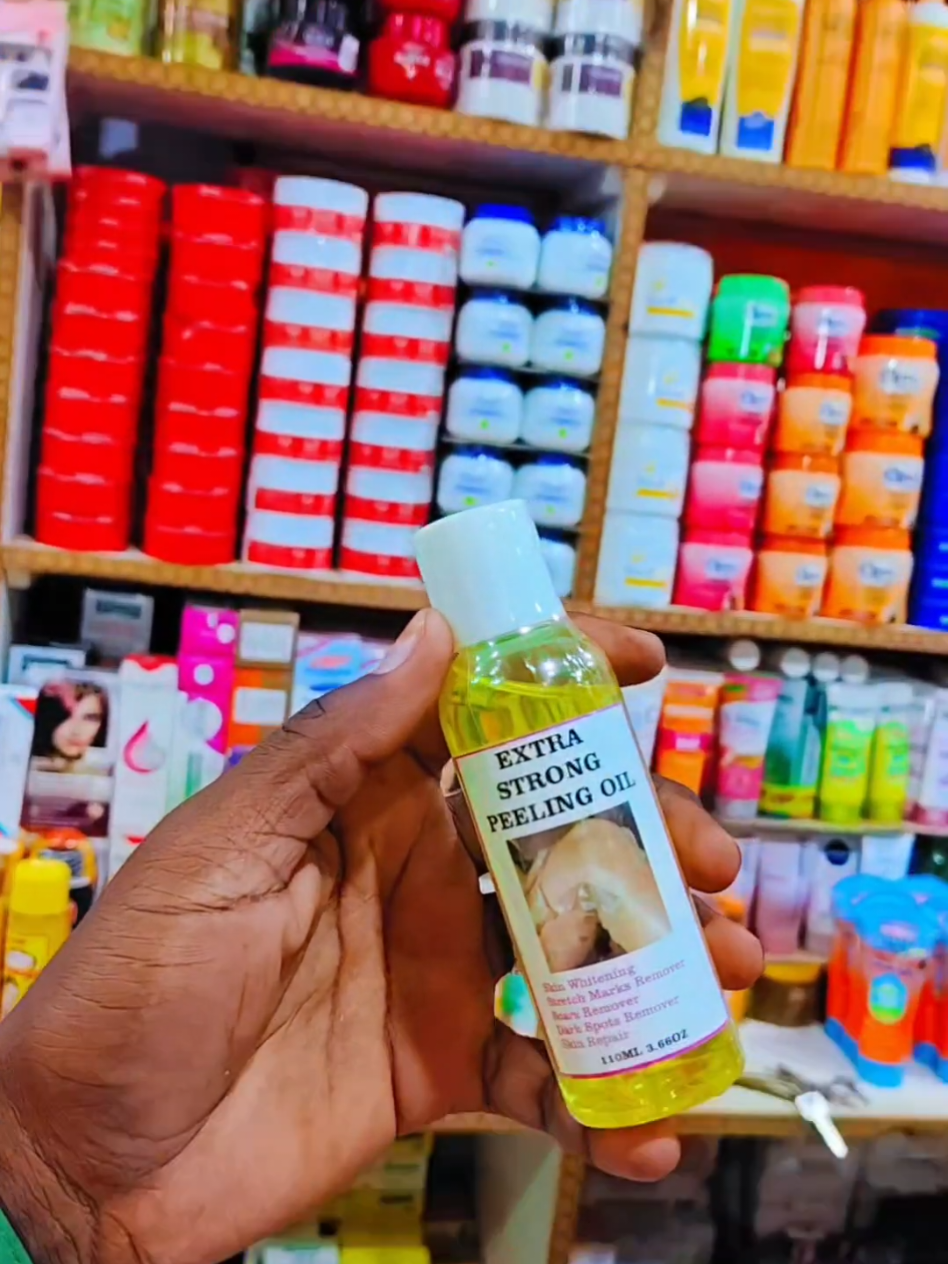 EXTRA
STRONG
PEELING OIL
Skin Whitening
Stretch Marks Remover
Scars Remover
Dark Spots Remover
Skin Repair
110ML 3.66OZ